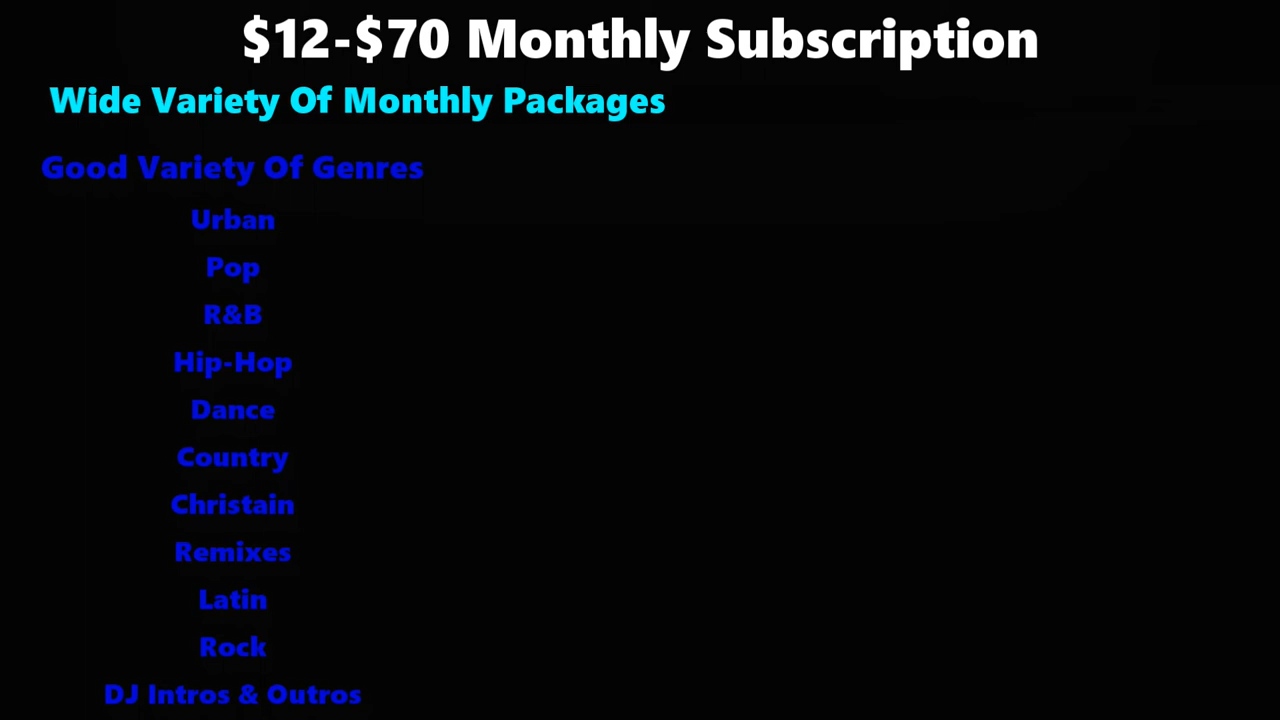 $12-$70 Monthly Subscription
Wide Variety Of Monthly Packages
Good Variety Of Genres
Urban
Pop
R&B
Hip-Hop
Dance
Country
Christain
Remixes
Latin
Rock
DJ Intros & Outros